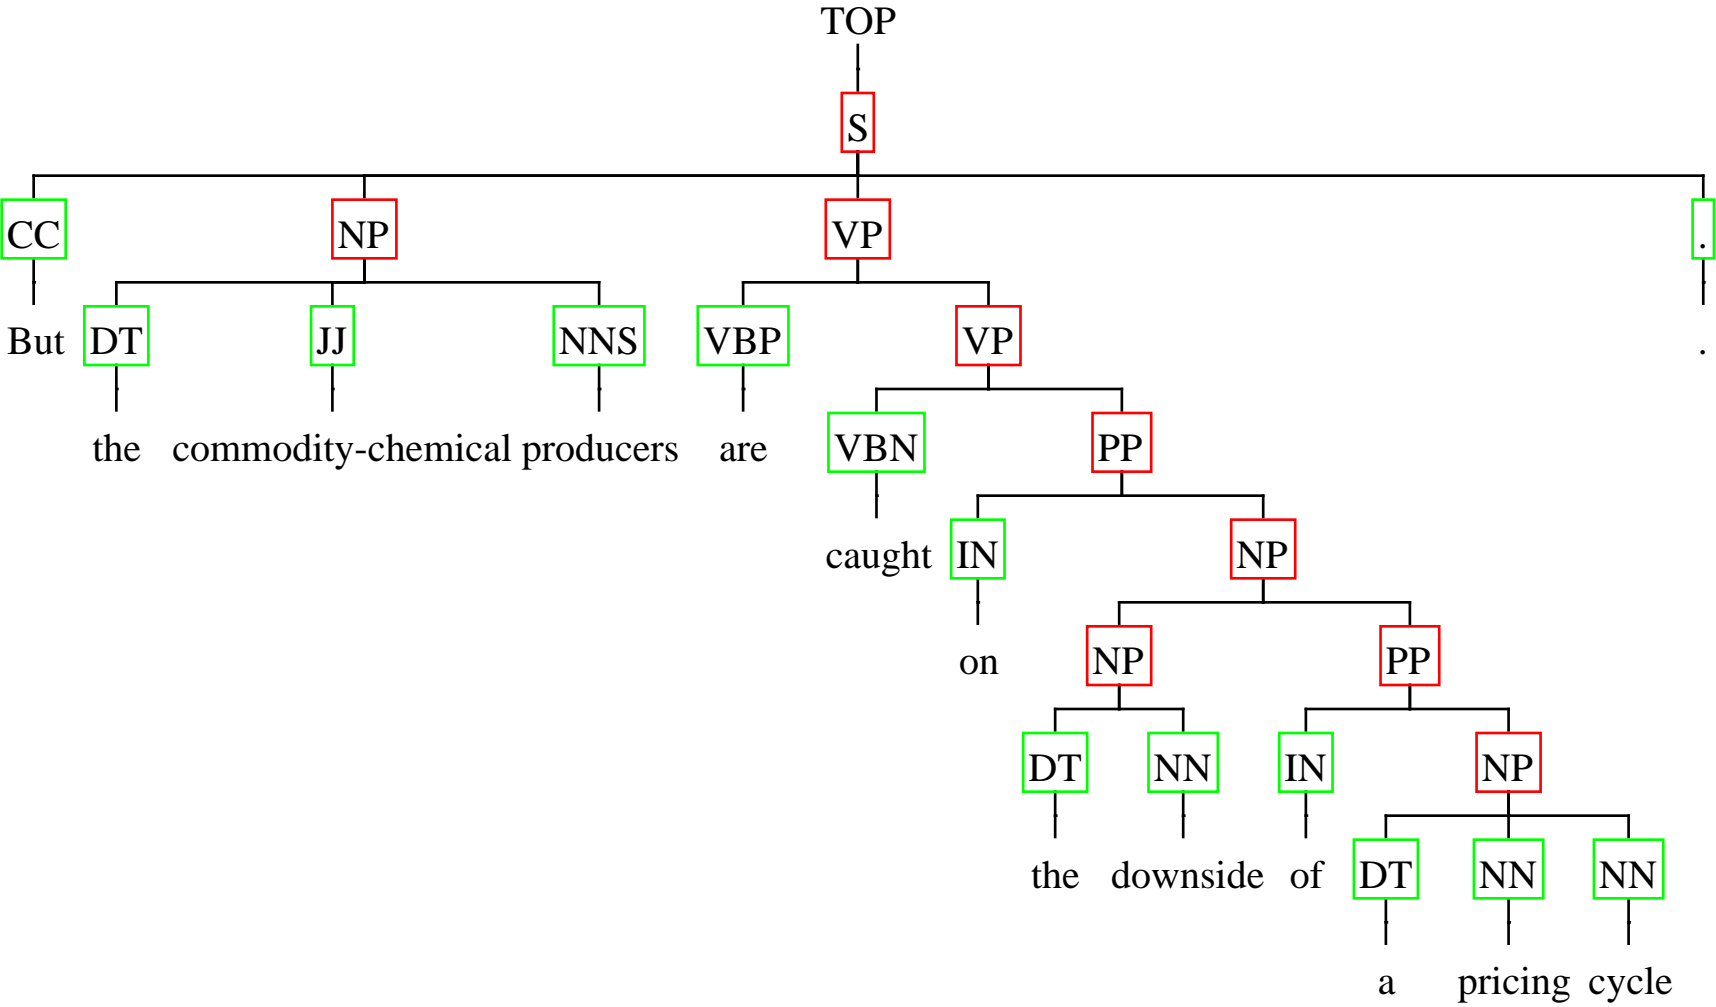 TOP
S
CC NP VP .
But DT JJ NNS VBP VP .
the commodity-chemical producers are VBN PP
caught IN NP
on NP PP
DT NN IN NP
the downside of DT NN NN
a pricing cycle